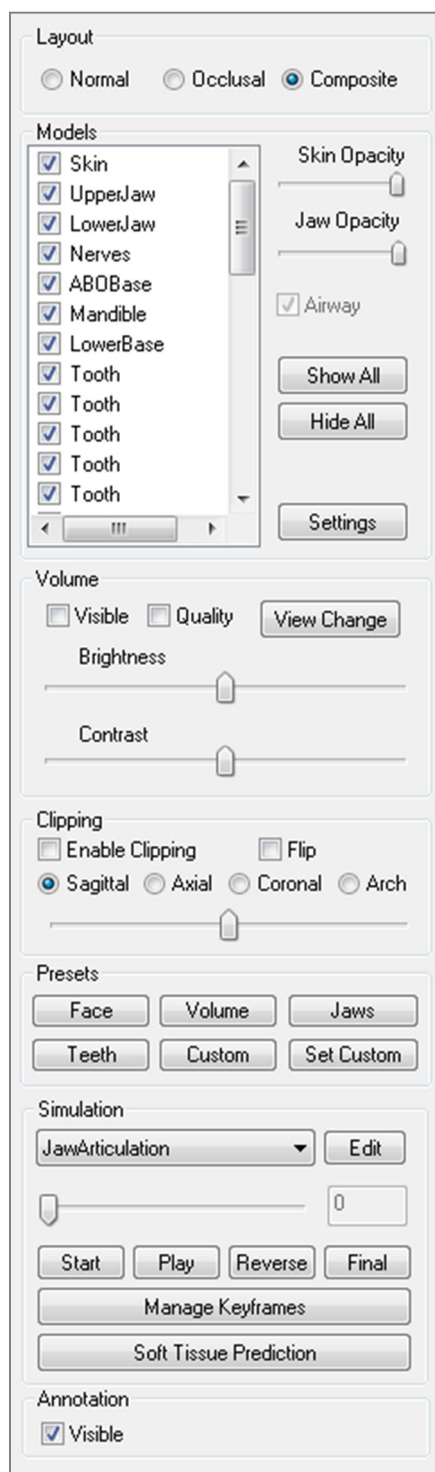 Layout
Normal Occlusal Composite
Models
Skin
UpperJaw
LowerJaw
Nerves
ABOBase
Mandible
LowerBase
Tooth
Tooth
Tooth
Tooth
Tooth
Skin Opacity
Jaw Opacity
Airway
Show All
Hide All
Settings
Volume
Visible Quality View Change
Brightness
Contrast
Clipping
Enable Clipping Flip
Sagittal Axial Coronal Arch
Presets
Face Volume Jaws
Teeth Custom Set Custom
Simulation
JawArticulation Edit
0
Start Play Reverse Final
Manage Keyframes
Soft Tissue Prediction
Annotation
Visible